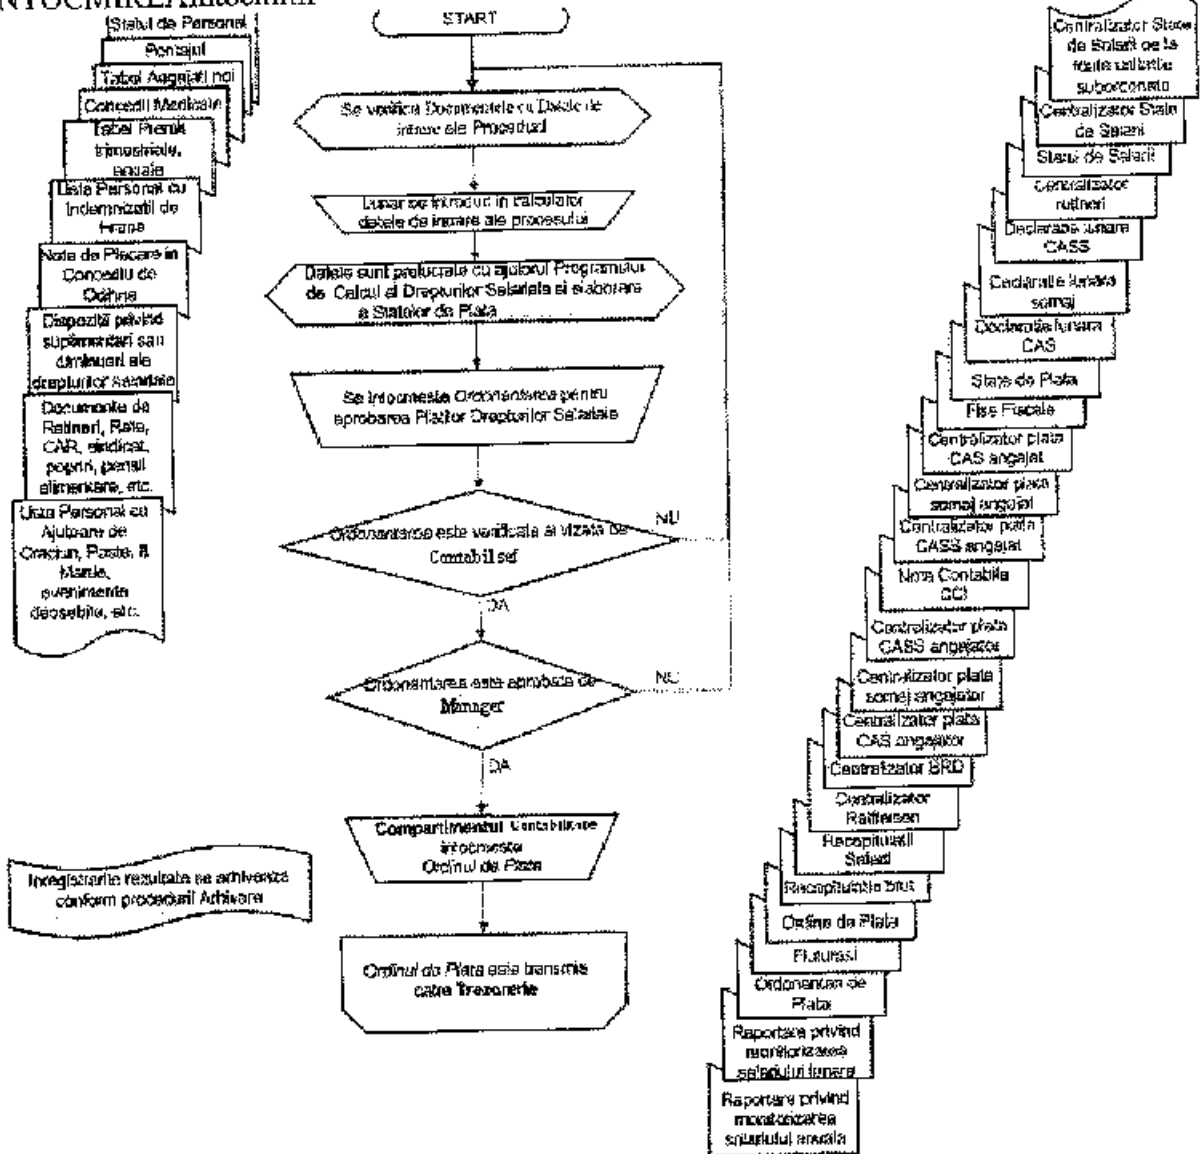 START
Statul de Personal
Pontajul
Tabel Angajati noi
Concedii Medicale
Tabel Premii
trimestriale,
anuale
Lista Personal cu
Indemnizatii de
Hrana
Note de Plecare in
Concediu de
Odihna
Dispozitii privind
suplimentari sau
diminuari ale
drepturilor salariale
Documente de
Retineri, Rate,
CAR, sindicat,
popriri, pensii
alimentare, etc.
Lista Personal cu
Ajutoare de
Craciun, Paste, 8
Martie,
evenimente
deosebite, etc.
Se verifica Documentele cu Datele de
intrare ale Procedurii
Lunar se introduc in calculator
datele de intrare ale procesului
Datele sunt prelucrate cu ajutorul Programului
de Calcul al Drepturilor Salariale si elaborare
a Statelor de Plata
Se intocmeste Ordonantarea pentru
aprobarea Platilor Drepturilor Salariale
Ordonantarea este verificata si vizata de
Contabil sef
NU
DA
Ordonantarea este aprobata de
Manager
NU
DA
Compartimentul Contabilitate
intocmeste
Ordinul de Plata
Ordinul de Plata este transmis
catre Trezorerie
Inregistrarile rezultate se arhiveaza
conform procedurii Arhivare
Centralizator State
de Salarii de la
toate unitatile
subordonate
Centralizator State
de Salarii
Statul de Salarii
Centralizator
retineri
Declaratie lunara
CASS
Declaratie lunara
somaj
Declaratie lunara
CAS
State de Plata
Fise Fiscale
Centralizator plata
CAS angajat
Centralizator plata
somaj angajat
Centralizator plata
CASS angajat
Nota Contabila
CCI
Centralizator plata
CASS angajator
Centralizator plata
somaj angajator
Centralizator plata
CAS angajator
Centralizator BRD
Centralizator
Raiffeisen
Recapitulatii
Salarii
Recapitulatie brut
Ordine de Plata
Fluturasi
Ordonantari de
Plata
Raportare privind
monitorizarea
salariului lunara
Raportare privind
monitorizarea
salariului anuala